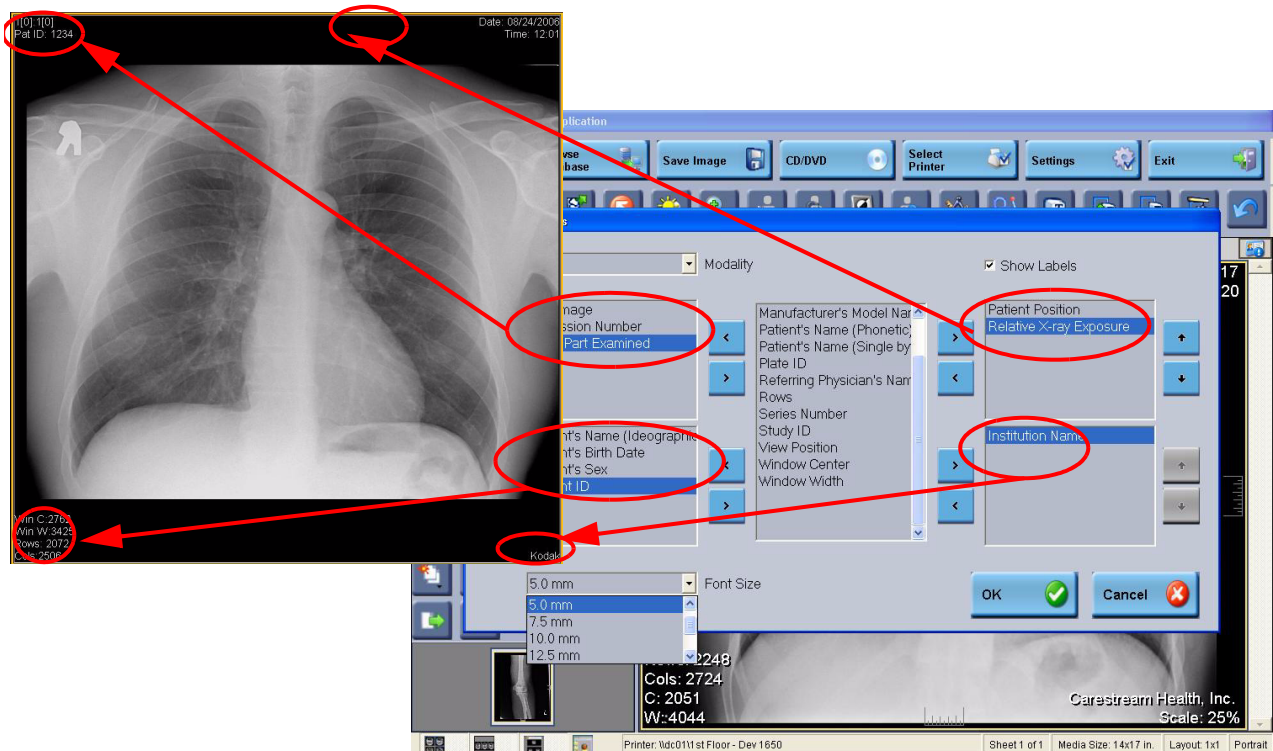 1[0]:1[0]
Pat ID: 1234
Date: 08/24/2006
Time: 12:01
Win C:2762
Win W:3425
Rows: 2072
Cols:2506
Kodak
Save Image
CD/DVD
Select
Printer
Settings
Exit
Modality
Show Labels
17
20
Number
Part Examined
Manufacturer's Model Nar
Patient's Name (Phonetic)
Patient's Name (Single by
Plate ID
Referring Physician's Nam
Rows
Series Number
Study ID
View Position
Window Center
Window Width
Patient Position
Relative X-ray Exposure
nt's Name (Ideographic
nt's Birth Date
nt's Sex
nt ID
Institution Name
5.0 mm
Font Size
5.0 mm
7.5 mm
10.0 mm
12.5 mm
OK
Cancel
2248
Cols: 2724
C: 2051
W:4044
Carestream Health, Inc.
Scale: 25%
Printer: \\dc01\1st Floor - Dev 1650
Sheet 1 of 1
Media Size: 14x17 in.
Layout: 1x1
Portrait